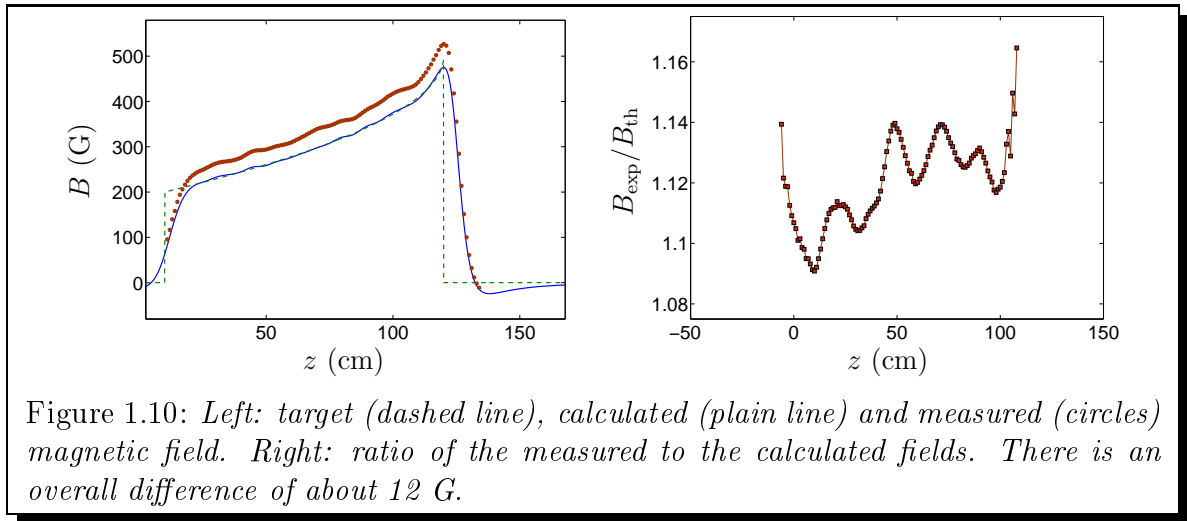 500
400
300
200
100
0
B (G)
50
100
150
z (cm)
1.16
1.14
1.12
1.1
1.08
B_exp/B_th
−50
0
50
100
150
z (cm)
Figure 1.10: Left: target (dashed line), calculated (plain line) and measured (circles)
magnetic field. Right: ratio of the measured to the calculated fields. There is an
overall difference of about 12 G.